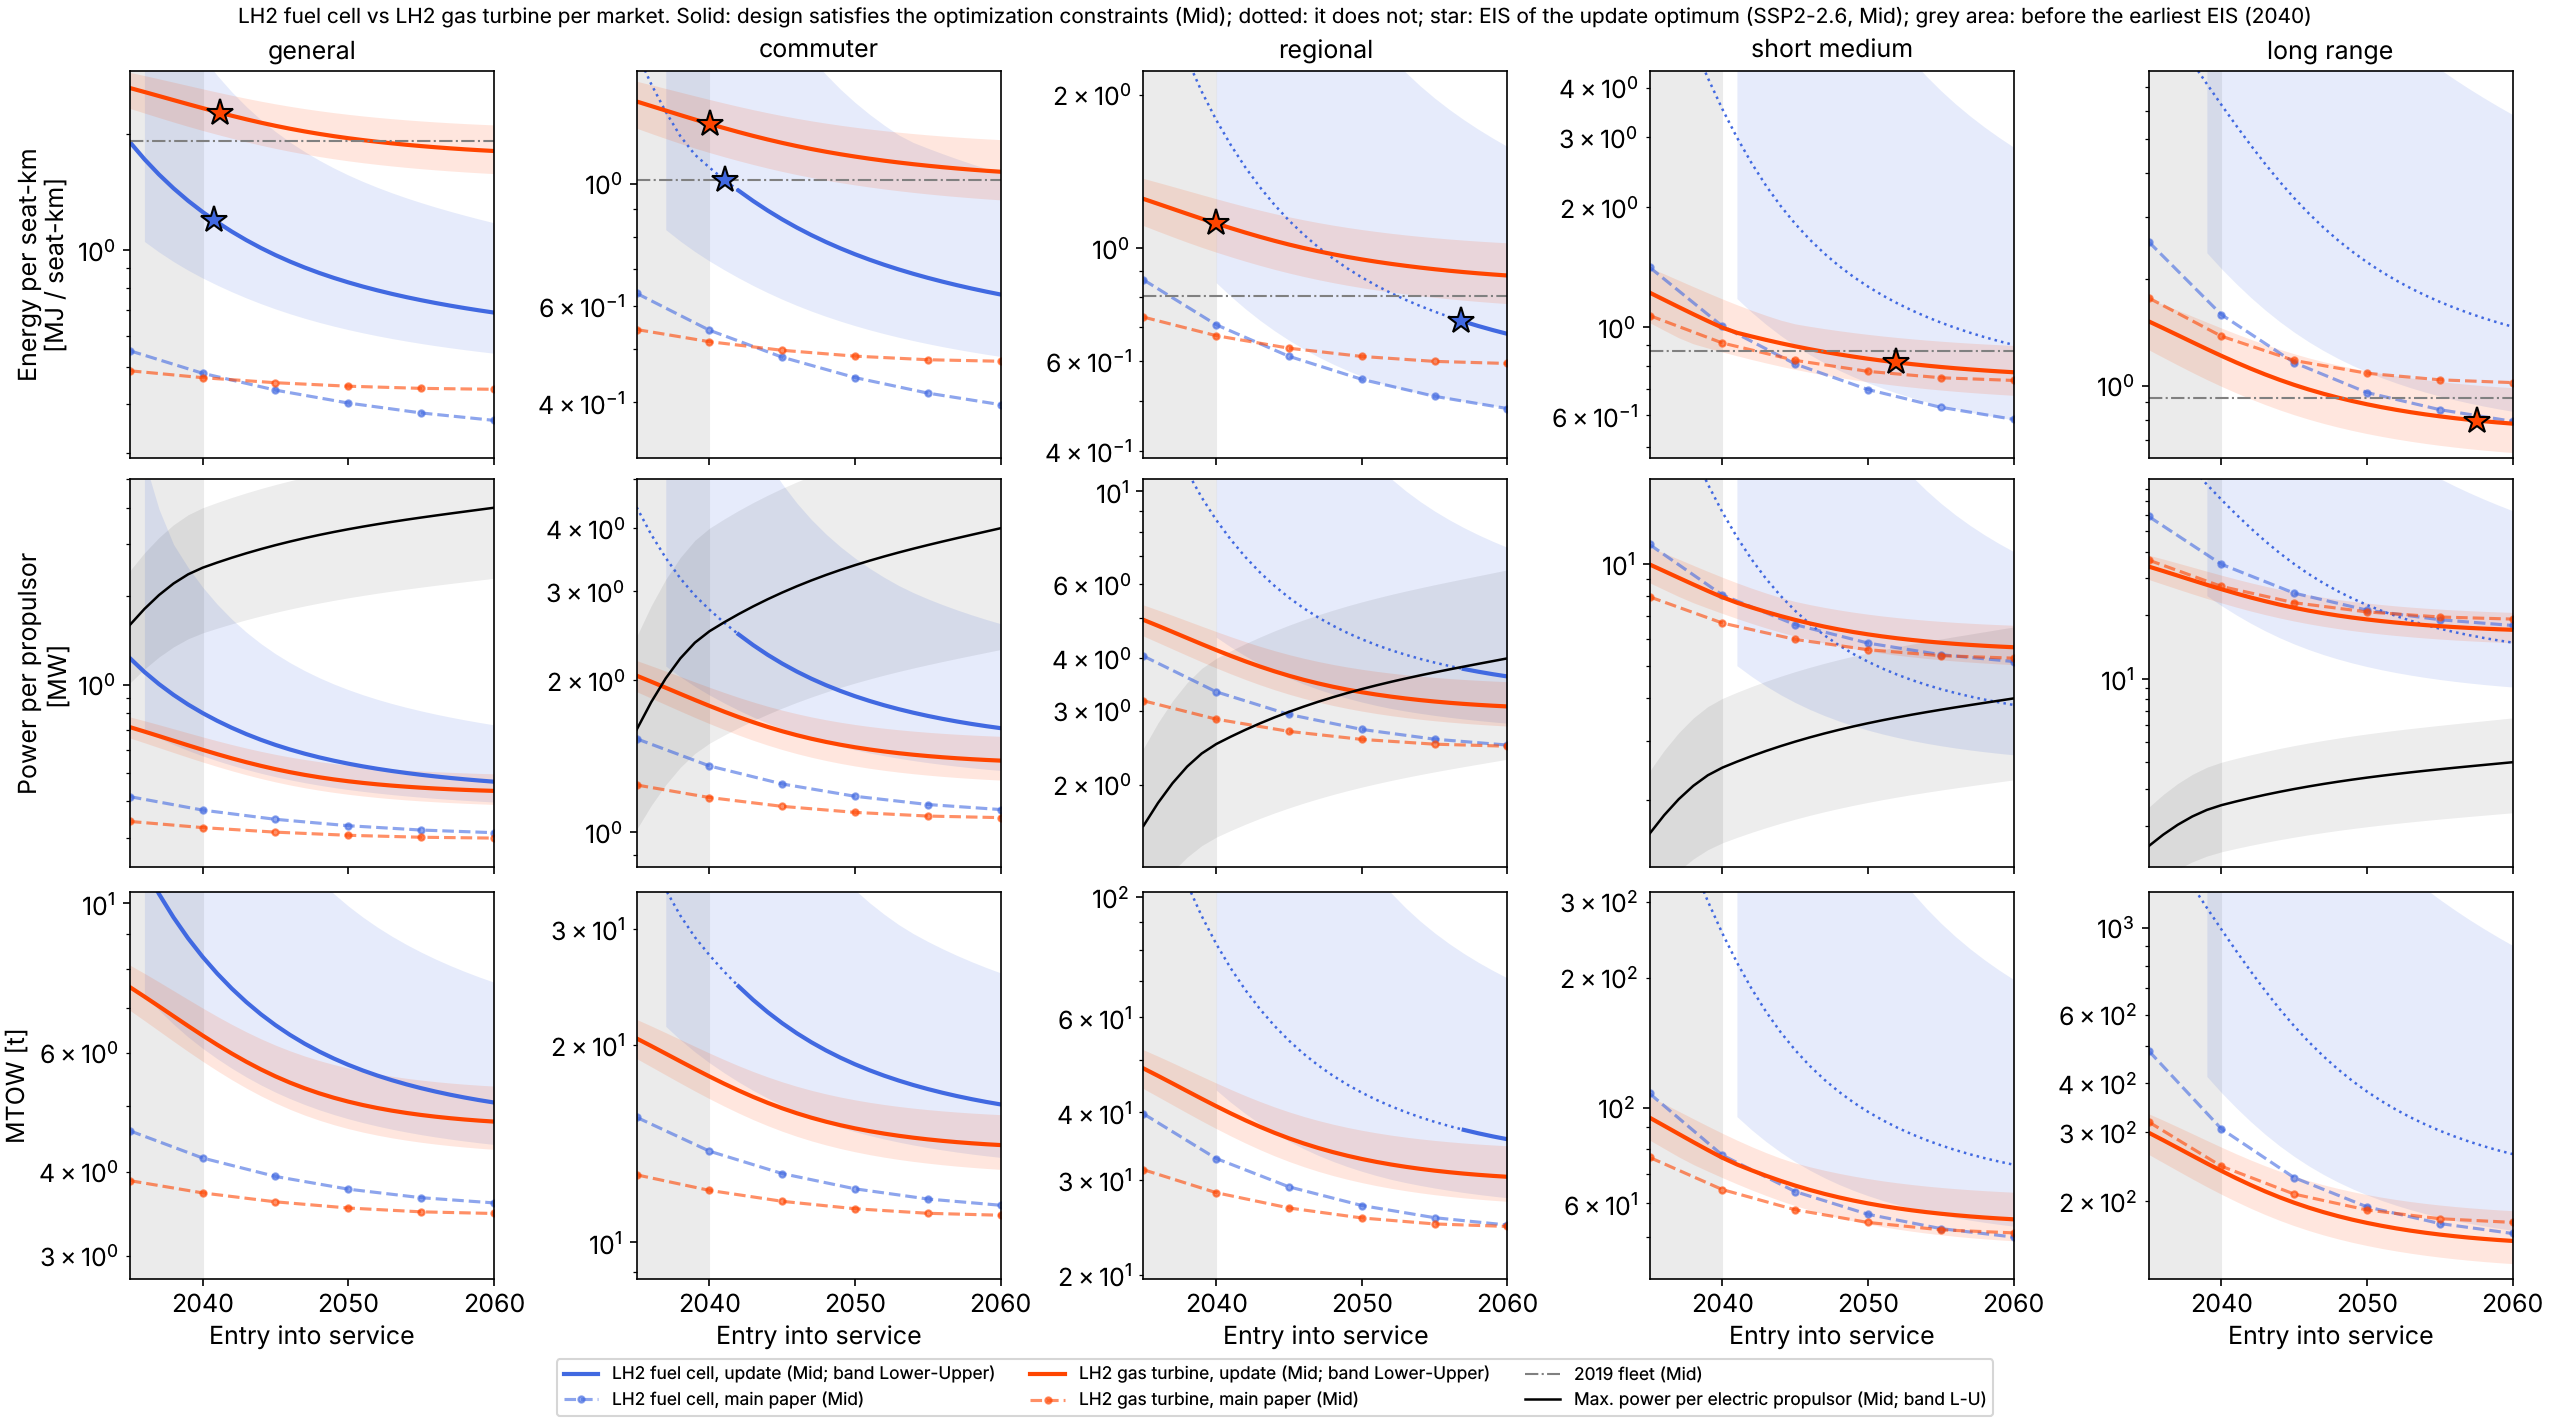 LH2 fuel cell vs LH2 gas turbine per market. Solid: design satisfies the optimization constraints (Mid); dotted: it does not; star: EIS of the update optimum (SSP2-2.6, Mid); grey area: before the earliest EIS (2040)
general
commuter
regional
short medium
long range
Energy per seat-km
[MJ / seat-km]
10⁰
10⁰
6 × 10⁻¹
4 × 10⁻¹
2 × 10⁰
10⁰
6 × 10⁻¹
4 × 10⁻¹
4 × 10⁰
3 × 10⁰
2 × 10⁰
10⁰
6 × 10⁻¹
10⁰
Power per propulsor
[MW]
10⁰
4 × 10⁰
3 × 10⁰
2 × 10⁰
10⁰
10¹
6 × 10⁰
4 × 10⁰
3 × 10⁰
2 × 10⁰
10¹
10¹
MTOW [t]
10¹
6 × 10⁰
4 × 10⁰
3 × 10⁰
3 × 10¹
2 × 10¹
10¹
10²
6 × 10¹
4 × 10¹
3 × 10¹
2 × 10¹
3 × 10²
2 × 10²
10²
6 × 10¹
10³
6 × 10²
4 × 10²
3 × 10²
2 × 10²
2040 2050 2060
2040 2050 2060
2040 2050 2060
2040 2050 2060
2040 2050 2060
Entry into service
Entry into service
Entry into service
Entry into service
Entry into service
LH2 fuel cell, update (Mid; band Lower-Upper)
LH2 fuel cell, main paper (Mid)
LH2 gas turbine, update (Mid; band Lower-Upper)
LH2 gas turbine, main paper (Mid)
2019 fleet (Mid)
Max. power per electric propulsor (Mid; band L-U)